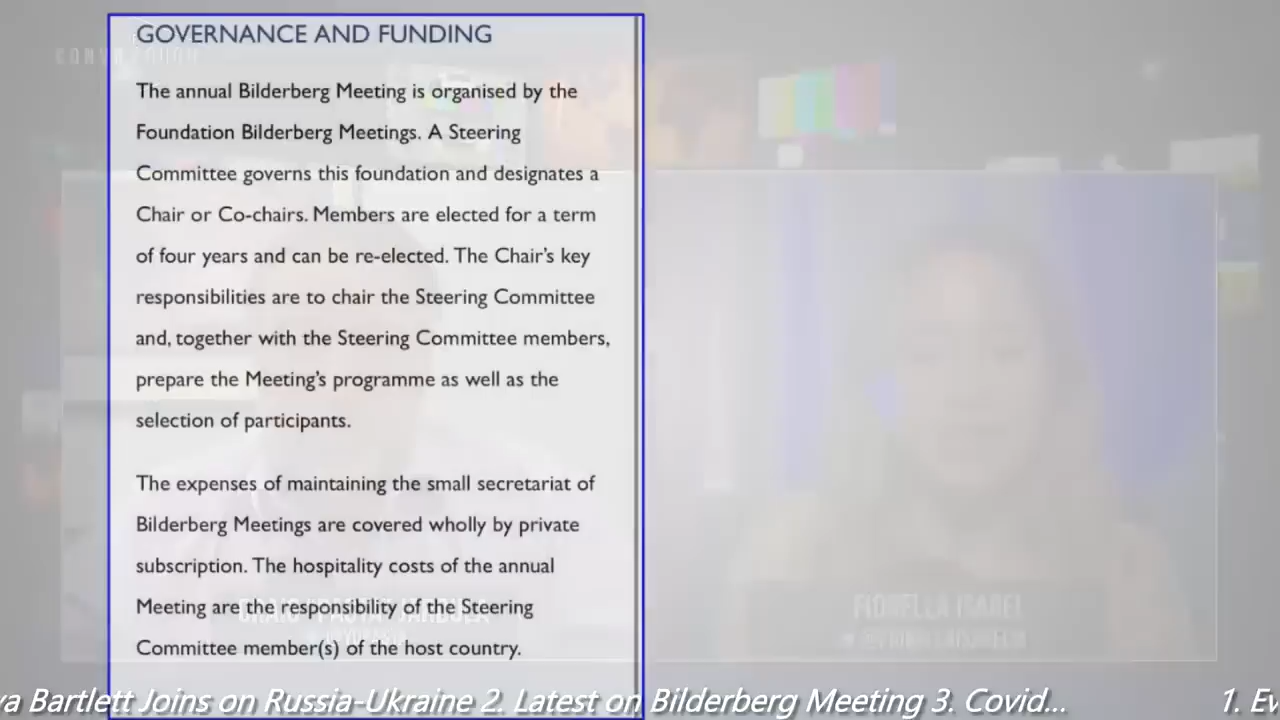 GOVERNANCE AND FUNDING
The annual Bilderberg Meeting is organised by the
Foundation Bilderberg Meetings. A Steering
Committee governs this foundation and designates a
Chair or Co-chairs. Members are elected for a term
of four years and can be re-elected. The Chair's key
responsibilities are to chair the Steering Committee
and, together with the Steering Committee members,
prepare the Meeting's programme as well as the
selection of participants.
The expenses of maintaining the small secretariat of
Bilderberg Meetings are covered wholly by private
subscription. The hospitality costs of the annual
Meeting are the responsibility of the Steering
Committee member(s) of the host country.
FIORELLA ISABEL
va Bartlett Joins on Russia-Ukraine 2. Latest on Bilderberg Meeting 3. Covid... 1. Ev